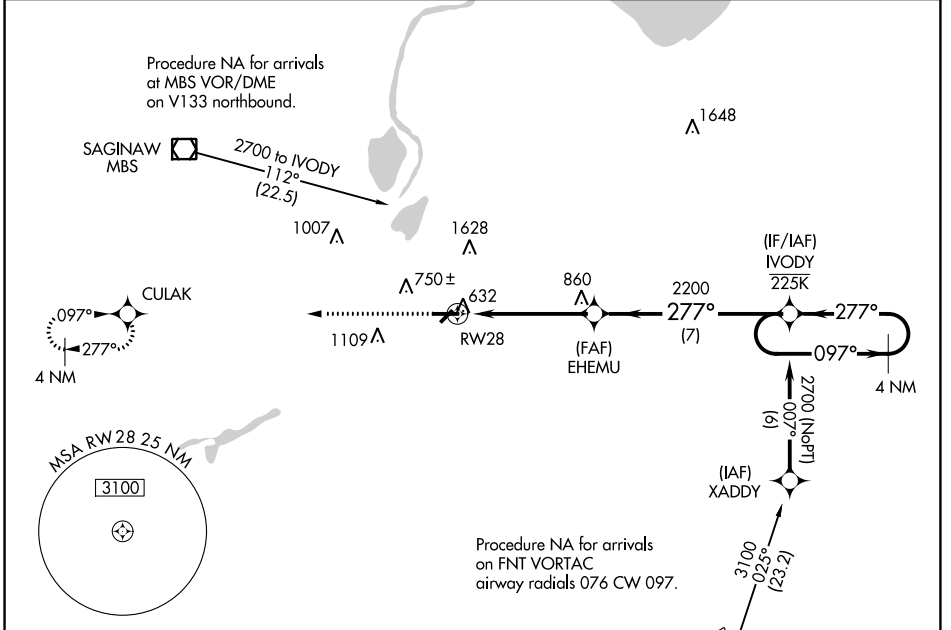 Procedure NA for arrivals
at MBS VOR/DME
on V133 northbound.
1648
SAGINAW
MBS
2700 to IVODY
112°
(22.5)
1007
1628
(IF/IAF)
IVODY
225K
750±
632
860
2200
277°
(7)
277°
097°
4 NM
CULAK
097°
277°
4 NM
1109
RW28
(FAF)
EHEMU
2700 (NoPT)
007°
(6)
(IAF)
XADDY
MSA RW28 25 NM
3100
Procedure NA for arrivals
on FNT VORTAC
airway radials 076 CW 097.
3100
025°
(23.2)